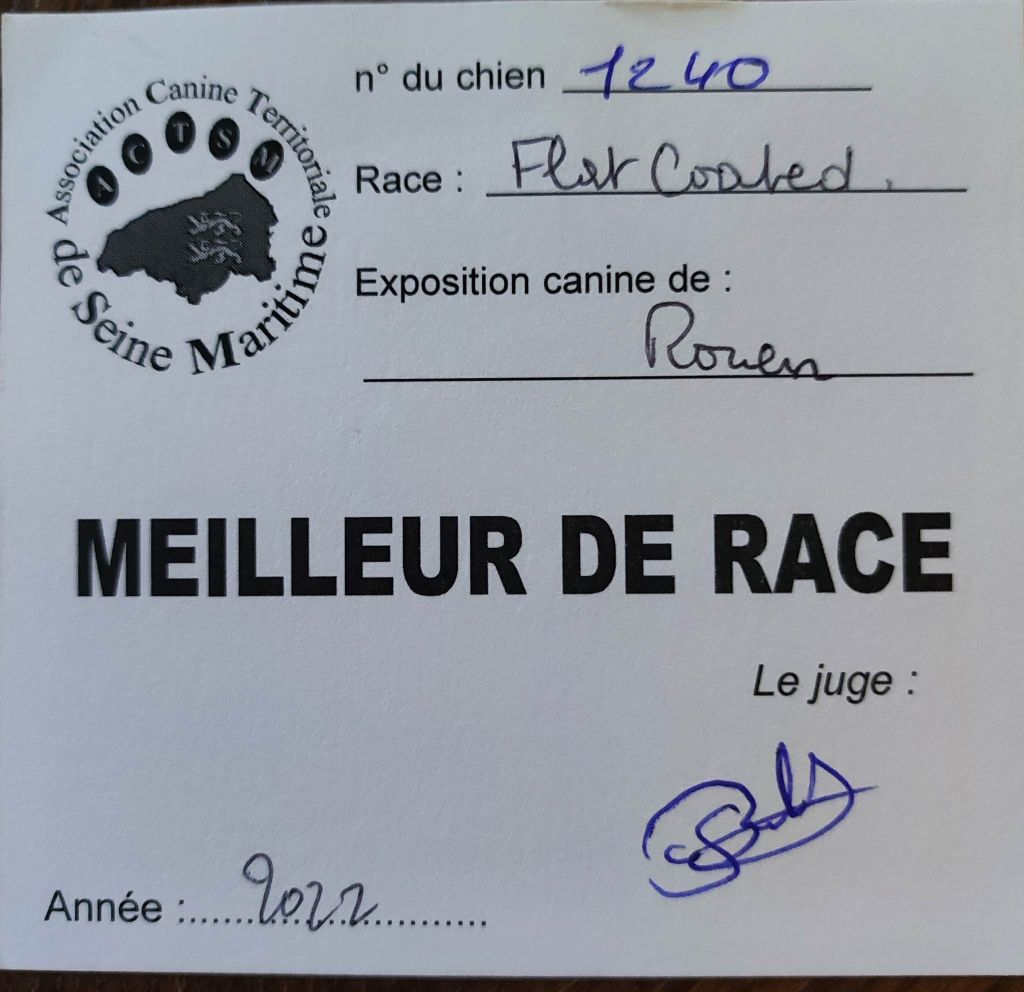 Association Canine Territoriale
A C T S M
de Seine Maritime
n° du chien 1240
Race : Flat Coated.
Exposition canine de :
Rouen
MEILLEUR DE RACE
Le juge :
Année :..... 2022 .....